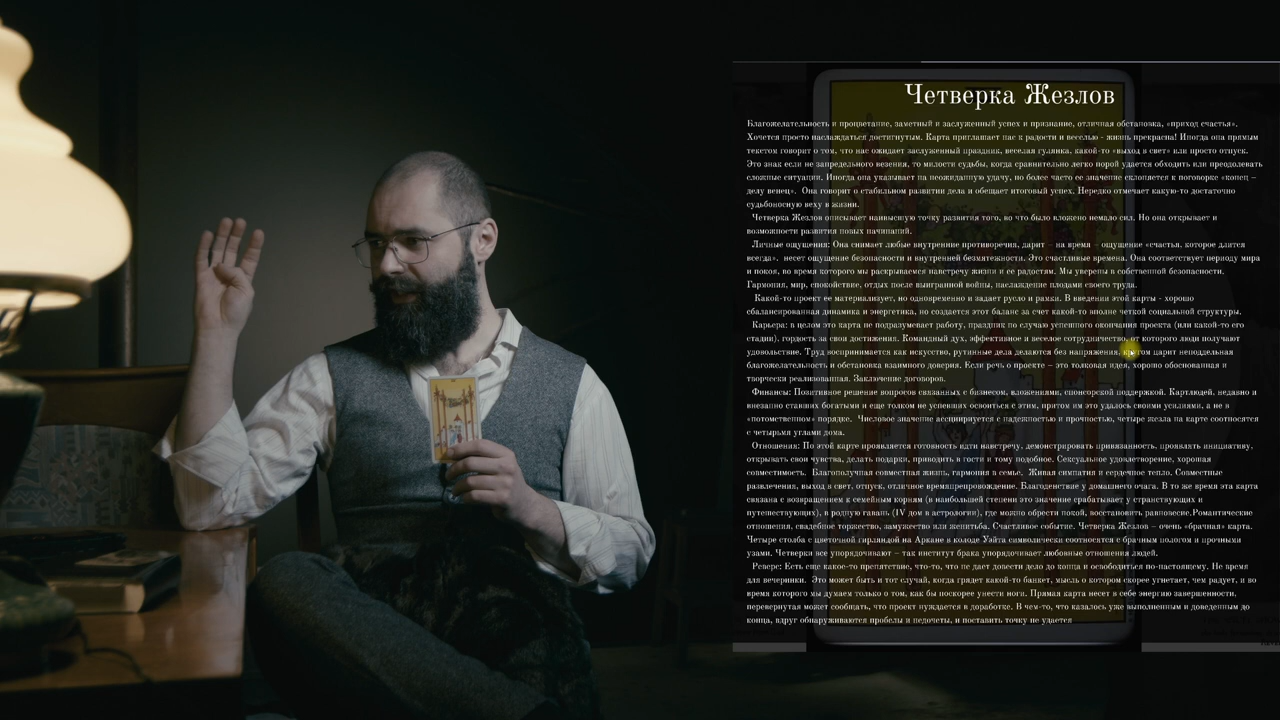 Четверка Жезлов
Благожелательность и процветание, заметный и заслуженный успех и признание, отличная обстановка, «приход счастья».
Хочется просто наслаждаться достигнутым. Карта приглашает нас к радости и веселью - жизнь прекрасна! Иногда она прямым
текстом говорит о том, что нас ожидает заслуженный праздник, веселая гулянка, какой-то «выход в свет» или просто отпуск.
Это знак если не запредельного везения, то милости судьбы, когда сравнительно легко порой удается обходить или преодолевать
сложные ситуации. Иногда она указывает на неожиданную удачу, но более часто ее значение склоняется к поговорке «конец –
делу венец». Она говорит о стабильном развитии дела и обещает итоговый успех. Нередко отмечает какую-то достаточно
судьбоносную веху в жизни.
Четверка Жезлов описывает наивысшую точку развития того, во что было вложено немало сил. Но она открывает и
возможности развития новых начинаний.
Личные ощущения: Она снимает любые внутренние противоречия, дарит – на время – ощущение «счастья, которое длится
всегда». несет ощущение безопасности и внутренней безмятежности. Это счастливые времена. Она соответствует периоду мира
и покоя, во время которого мы раскрываемся навстречу жизни и ее радостям. Мы уверены в собственной безопасности.
Гармония, мир, спокойствие, отдых после выигранной войны, наслаждение плодами своего труда.
Какой-то проект ее материализует, но одновременно и задает русло и рамки. В введении этой карты - хорошо
сбалансированная динамика и энергетика, но создается этот баланс за счет какой-то вполне четкой социальной структуры.
Карьера: в целом это карта не подразумевает работу, праздник по случаю успешного окончания проекта (или какой-то его
стадии), гордость за свои достижения. Командный дух, эффективное и веселое сотрудничество, от которого люди получают
удовольствие. Труд воспринимается как искусство, рутинные дела делаются без напряжения, кругом царит неподдельная
благожелательность и обстановка взаимного доверия. Если речь о проекте – это толковая идея, хорошо обоснованная и
творчески реализованная. Заключение договоров.
Финансы: Позитивное решение вопросов связанных с бизнесом, вложениями, спонсорской поддержкой. Картлюдей, недавно и
внезапно ставших богатыми и еще толком не успевших освоиться с этим, притом им это удалось своими усилиями, а не в
«потомственном» порядке. Числовое значение ассциируется с надежностью и прочностью, четыре жезла на карте соотносятся
с четырьмя углами дома.
Отношения: По этой карте проявляется готовность идти навстречу, демонстрировать привязанность, проявлять инициативу,
открывать свои чувства, делать подарки, приводить в гости и тому подобное. Сексуальное удовлетворение, хорошая
совместимость. Благополучная совместная жизнь, гармония в семье. Живая симпатия и сердечное тепло. Совместные
развлечения, выход в свет, отпуск, отличное времяпрепровождение. Благоденствие у домашнего очага. В то же время эта карта
связана с возвращением к семейным корням (в наибольшей степени это значение срабатывает у странствующих и
путешествующих), в родную гавань (IV дом в астрологии), где можно обрести покой, восстановить равновесие.Романтические
отношения, свадебное торжество, замужество или женитьба. Счастливое событие. Четверка Жезлов – очень «брачная» карта.
Четыре столба с цветочной гирляндой на Аркане в колоде Уэйта символически соотносятся с брачным пологом и прочными
узами. Четверки все упорядочивают – так институт брака упорядочивает любовные отношения людей.
Реверс: Есть еще какое-то препятствие, что-то, что не дает довести дело до конца и освободиться по-настоящему. Не время
для вечеринки. Это может быть и тот случай, когда грядет какой-то банкет, мысль о котором скорее угнетает, чем радует, и во
время которого мы думаем только о том, как бы поскорее унести ноги. Прямая карта несет в себе энергию завершенности,
перевернутая может сообщать, что проект нуждается в доработке. В чем-то, что казалось уже выполненным и доведенным до
конца, вдруг обнаруживаются пробелы и недочеты, и поставить точку не удается